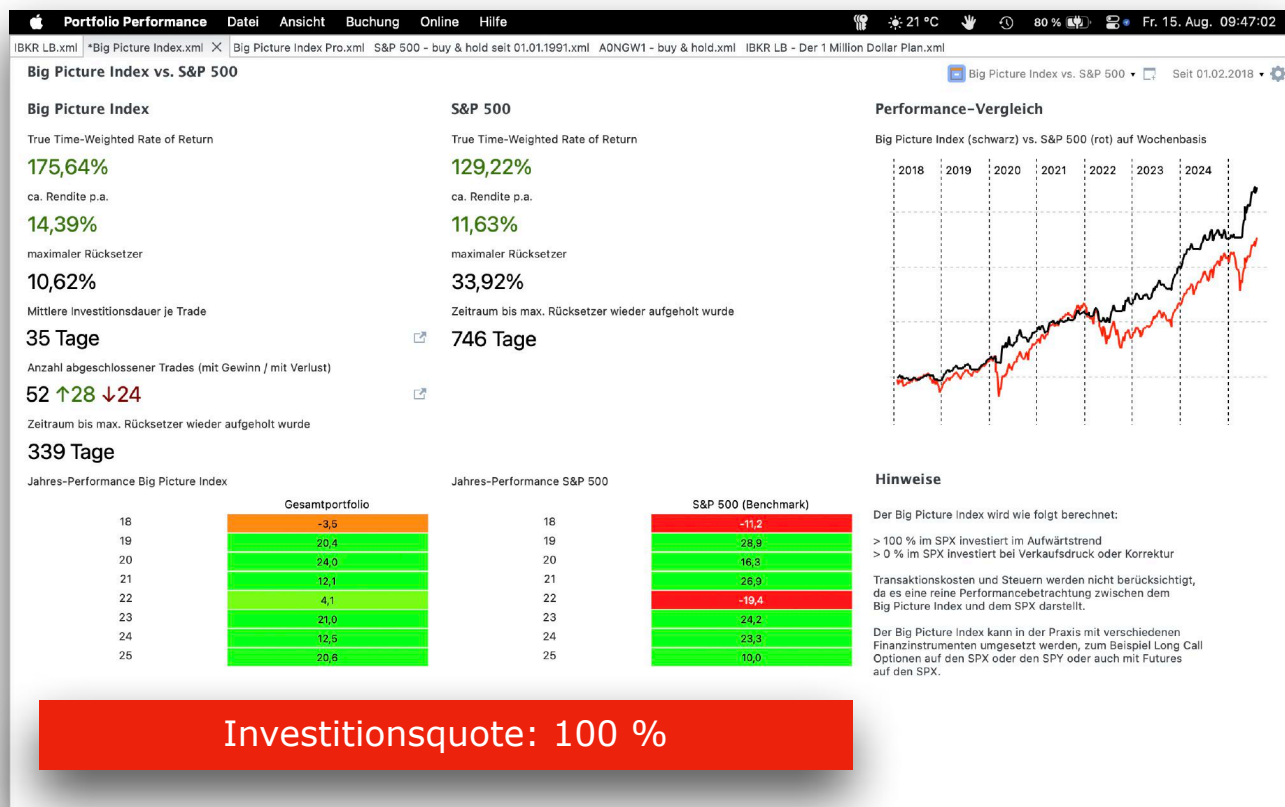 Portfolio Performance Datei Ansicht Buchung Online Hilfe 21 °C 80 % Fr. 15. Aug. 09:47:02
IBKR LB.xml *Big Picture Index.xml Big Picture Index Pro.xml S&P 500 - buy & hold seit 01.01.1991.xml A0NGW1 - buy & hold.xml IBKR LB - Der 1 Million Dollar Plan.xml
Big Picture Index vs. S&P 500
Big Picture Index vs. S&P 500 Seit 01.02.2018
Big Picture Index
True Time-Weighted Rate of Return
175,64%
ca. Rendite p.a.
14,39%
maximaler Rücksetzer
10,62%
Mittlere Investitionsdauer je Trade
35 Tage
Anzahl abgeschlossener Trades (mit Gewinn / mit Verlust)
52 ↑28 ↓24
Zeitraum bis max. Rücksetzer wieder aufgeholt wurde
339 Tage
S&P 500
True Time-Weighted Rate of Return
129,22%
ca. Rendite p.a.
11,63%
maximaler Rücksetzer
33,92%
Zeitraum bis max. Rücksetzer wieder aufgeholt wurde
746 Tage
Performance-Vergleich
Big Picture Index (schwarz) vs. S&P 500 (rot) auf Wochenbasis
2018 2019 2020 2021 2022 2023 2024
Jahres-Performance Big Picture Index
Gesamtportfolio
18 -3,5
19 20,4
20 24,0
21 12,1
22 4,1
23 21,0
24 12,5
25 20,6
Jahres-Performance S&P 500
S&P 500 (Benchmark)
18 -11,2
19 28,9
20 16,3
21 26,9
22 -19,4
23 24,2
24 23,3
25 10,0
Hinweise
Der Big Picture Index wird wie folgt berechnet:
> 100 % im SPX investiert im Aufwärtstrend
> 0 % im SPX investiert bei Verkaufsdruck oder Korrektur
Transaktionskosten und Steuern werden nicht berücksichtigt,
da es eine reine Performancebetrachtung zwischen dem
Big Picture Index und dem SPX darstellt.
Der Big Picture Index kann in der Praxis mit verschiedenen
Finanzinstrumenten umgesetzt werden, zum Beispiel Long Call
Optionen auf den SPX oder den SPY oder auch mit Futures
auf den SPX.
Investitionsquote: 100 %